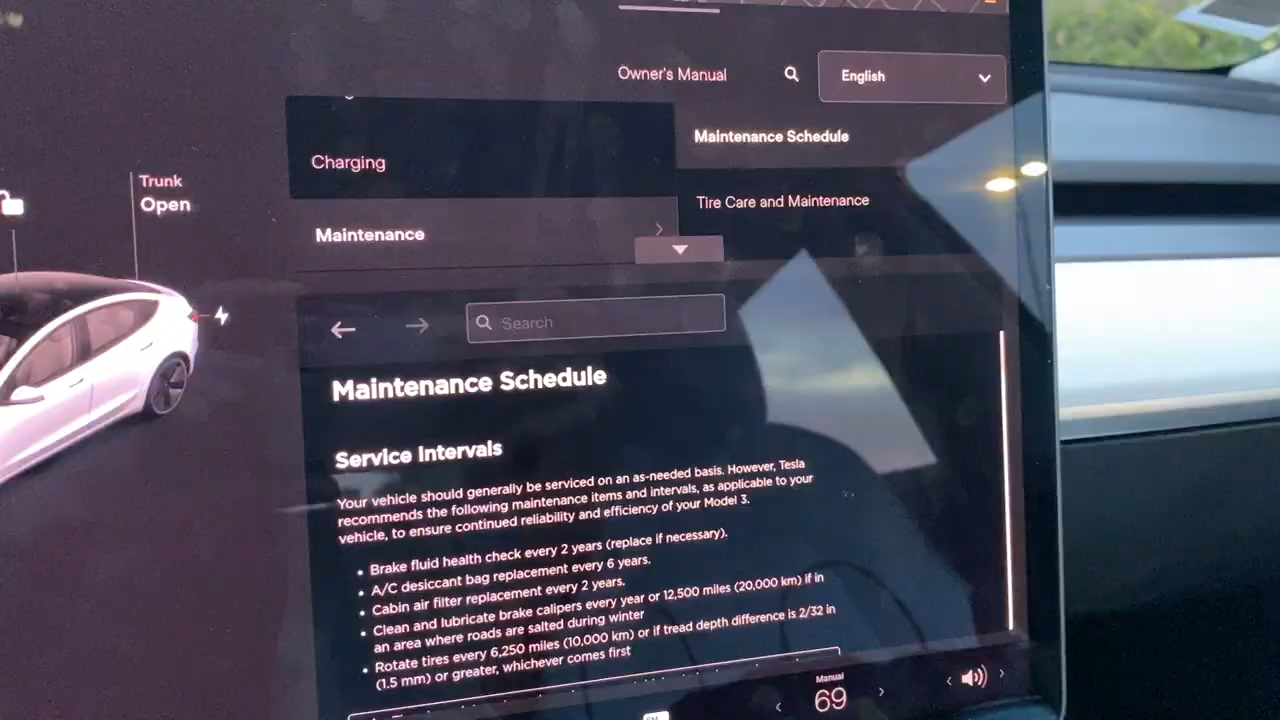 Owner's Manual
English
Maintenance Schedule
Charging
Tire Care and Maintenance
Trunk
Open
Maintenance
Search
Maintenance Schedule
Service Intervals
Your vehicle should generally be serviced on an as-needed basis. However, Tesla
recommends the following maintenance items and intervals, as applicable to your
vehicle, to ensure continued reliability and efficiency of your Model 3.
• Brake fluid health check every 2 years (replace if necessary).
• A/C desiccant bag replacement every 6 years.
• Cabin air filter replacement every 2 years.
• Clean and lubricate brake calipers every year or 12,500 miles (20,000 km) if in
an area where roads are salted during winter
• Rotate tires every 6,250 miles (10,000 km) or if tread depth difference is 2/32 in
(1.5 mm) or greater, whichever comes first
Manual
69